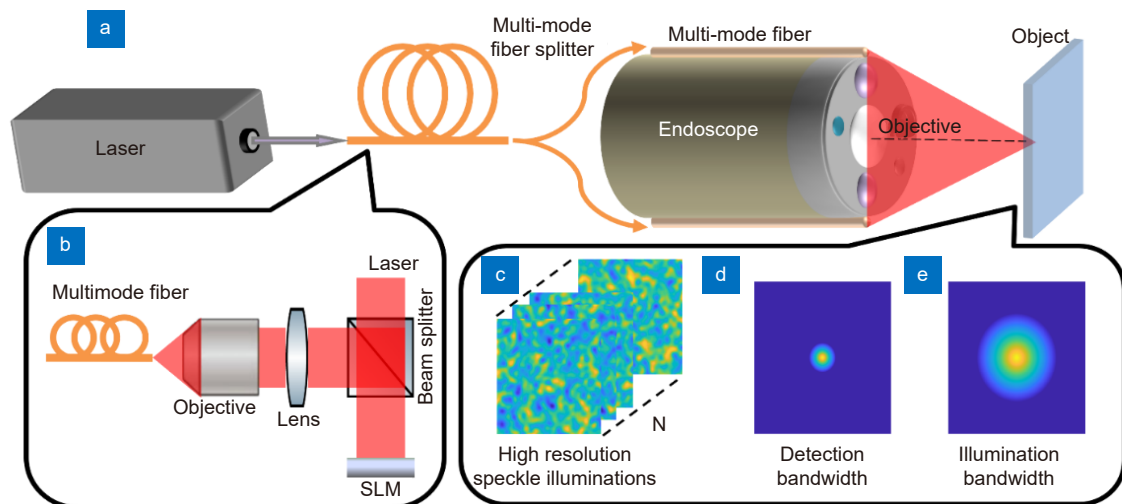 a
Multi-mode
fiber splitter
Multi-mode fiber
Object
Laser
Endoscope
Objective
b
Laser
Multimode fiber
Beam splitter
Objective
Lens
SLM
c
d
e
N
High resolution
speckle illuminations
Detection
bandwidth
Illumination
bandwidth